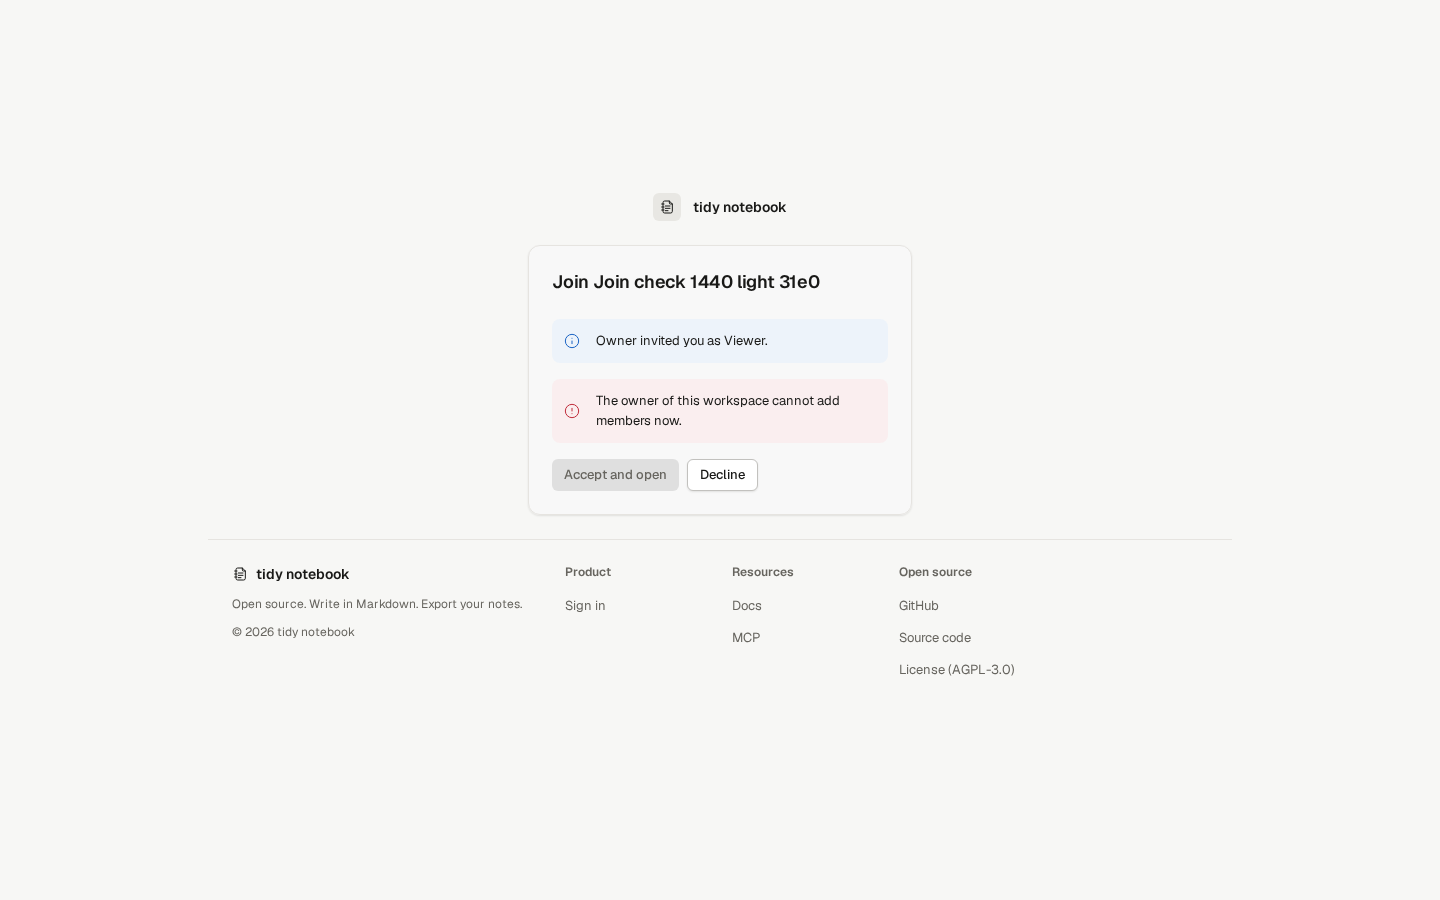 tidy notebook
Join Join check 1440 light 31e0
Owner invited you as Viewer.
The owner of this workspace cannot add
members now.
Accept and open
Decline
tidy notebook
Open source. Write in Markdown. Export your notes.
© 2026 tidy notebook
Product
Sign in
Resources
Docs
MCP
Open source
GitHub
Source code
License (AGPL-3.0)